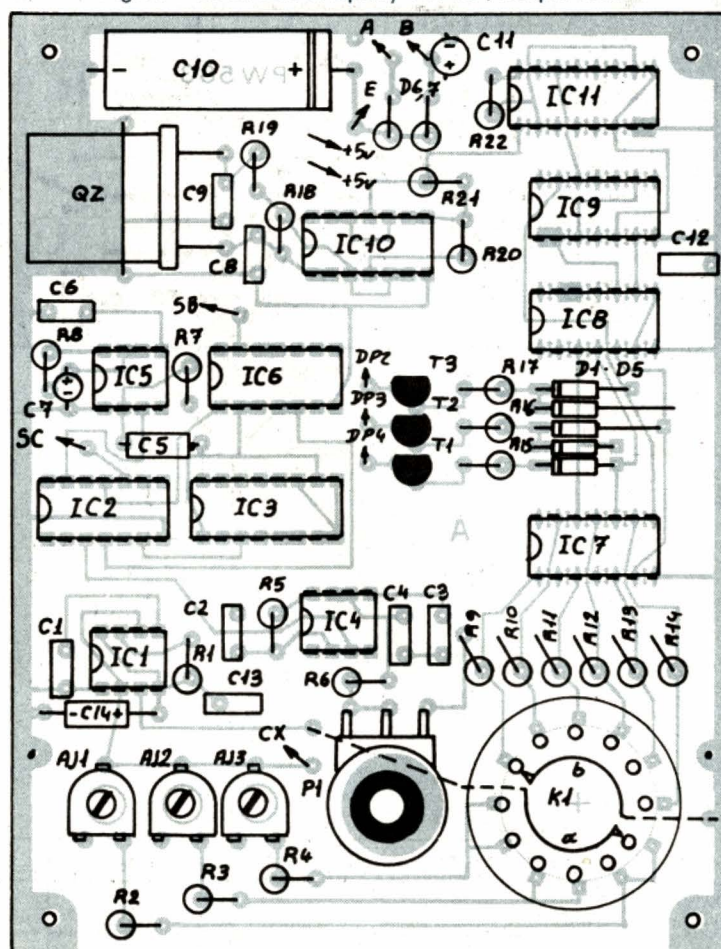 A B C11
- C10 +
E D6,7
IC11
R22
R19 +5v
+5v
QZ C9 R18 R21
IC10 IC9
C8 R20 C12
C6 SB IC8
R8 R7
IC5 IC6
DP2 T3 R17 D1-D5
C7 DP3 T2 R16
SC C5 DP4 T1 R15
IC2 IC3
A IC7
R5 C2 C4 C3
C1 IC1 R1 IC4 R9 R10 R11 R12 R13 R14
R6
C13
-C14+
CX
AJ1 AJ2 AJ3 P1 b
K1
a
R4
R3
R2